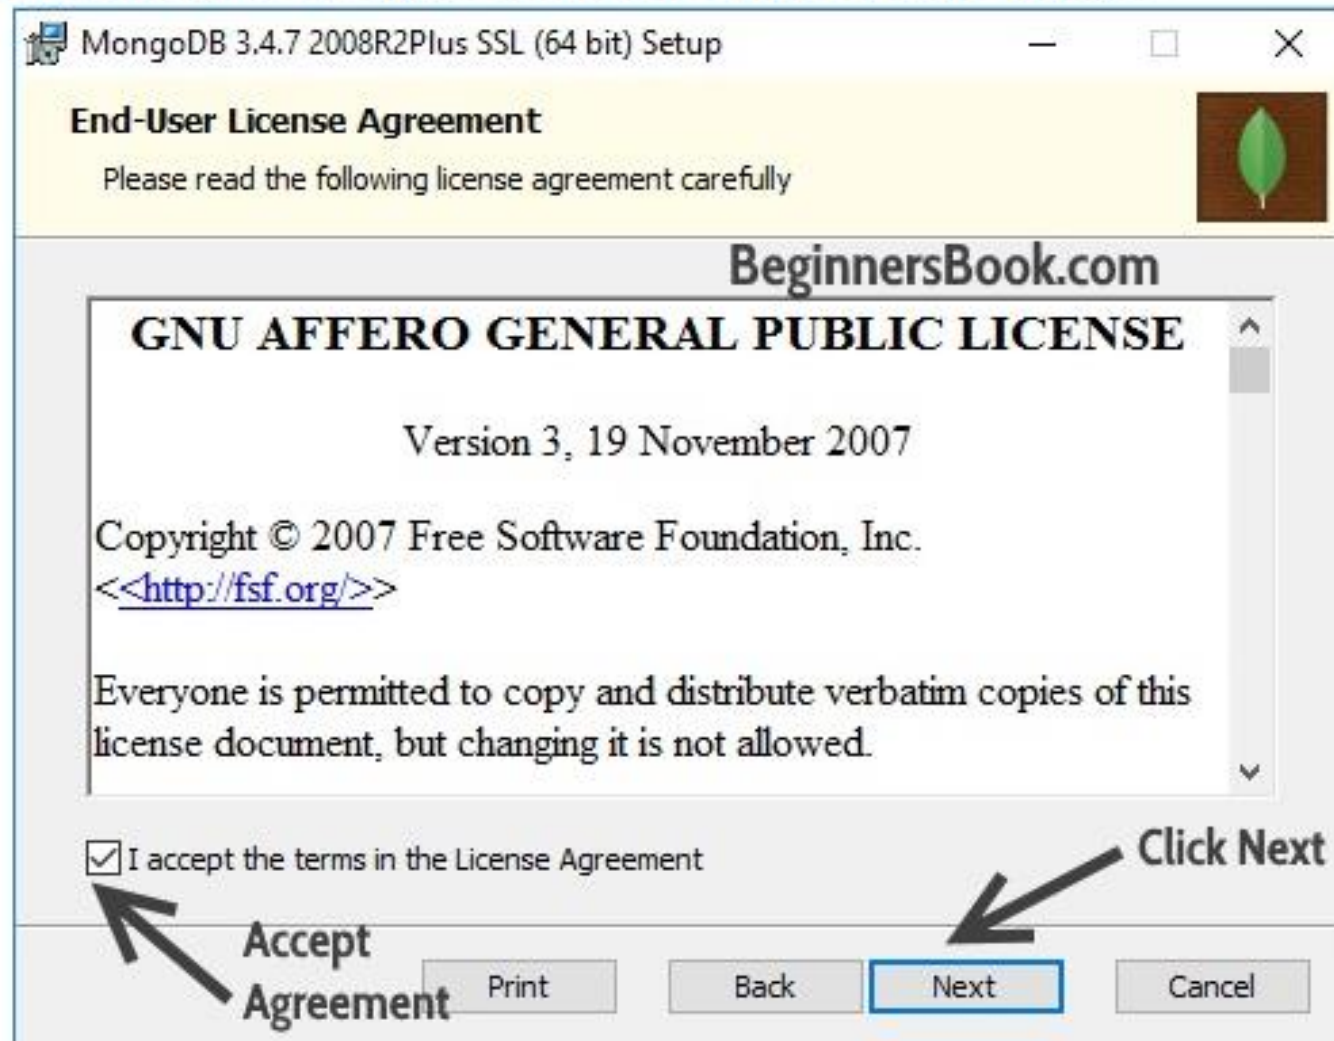 MongoDB 3.4.7 2008R2Plus SSL (64 bit) Setup
End-User License Agreement
Please read the following license agreement carefully
BeginnersBook.com
GNU AFFERO GENERAL PUBLIC LICENSE
Version 3, 19 November 2007
Copyright © 2007 Free Software Foundation, Inc.
<<http://fsf.org/>>
Everyone is permitted to copy and distribute verbatim copies of this
license document, but changing it is not allowed.
I accept the terms in the License Agreement
Click Next
Accept
Agreement
Print
Back
Next
Cancel